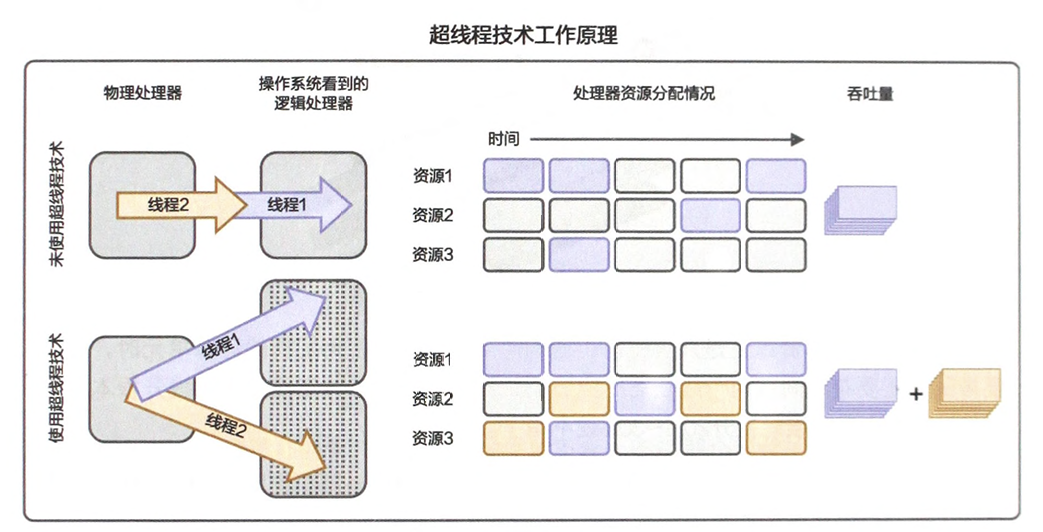 超线程技术工作原理
物理处理器
操作系统看到的
逻辑处理器
处理器资源分配情况
吞吐量
未使用超线程技术
线程2
线程1
时间
资源1
资源2
资源3
使用超线程技术
线程1
线程2
资源1
资源2
资源3
+